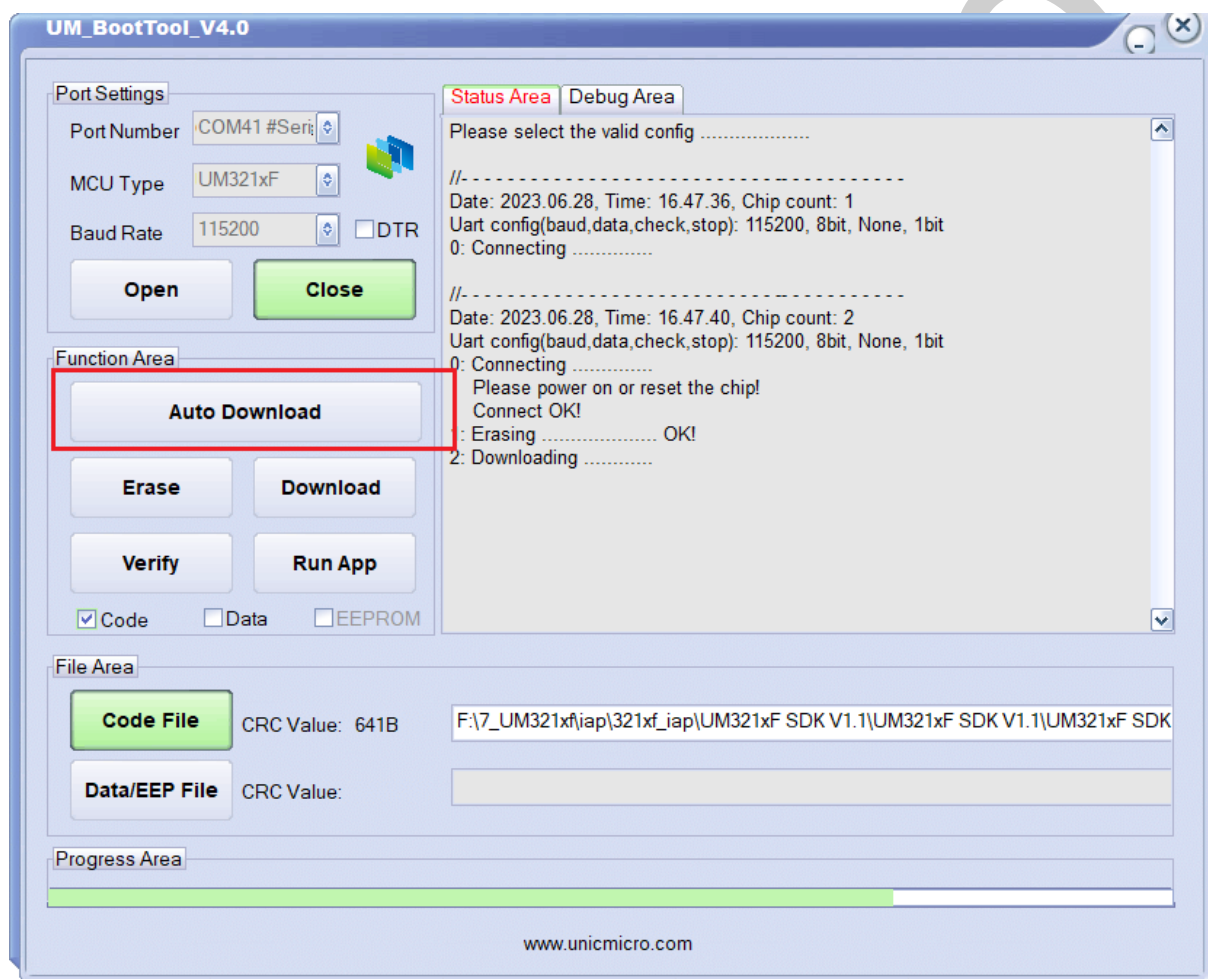 UM_BootTool_V4.0
Port Settings
Port Number
COM41 #Seri
MCU Type
UM321xF
Baud Rate
115200
DTR
Open
Close
Function Area
Auto Download
Erase
Download
Verify
Run App
Code
Data
EEPROM
Status Area
Debug Area
Please select the valid config ...................
//- - - - - - - - - - - - - - - - - - - - - - - - - - - -- - - - - - - - - - -
Date: 2023.06.28, Time: 16.47.36, Chip count: 1
Uart config(baud,data,check,stop): 115200, 8bit, None, 1bit
0: Connecting ..............
//- - - - - - - - - - - - - - - - - - - - - - - - - - - -- - - - - - - - - - -
Date: 2023.06.28, Time: 16.47.40, Chip count: 2
Uart config(baud,data,check,stop): 115200, 8bit, None, 1bit
0: Connecting ..............
Please power on or reset the chip!
Connect OK!
: Erasing .................... OK!
2: Downloading ............
File Area
Code File
CRC Value: 641B
F:\7_UM321xf\iap\321xf_iap\UM321xF SDK V1.1\UM321xF SDK V1.1\UM321xF SDK
Data/EEP File
CRC Value:
Progress Area
www.unicmicro.com